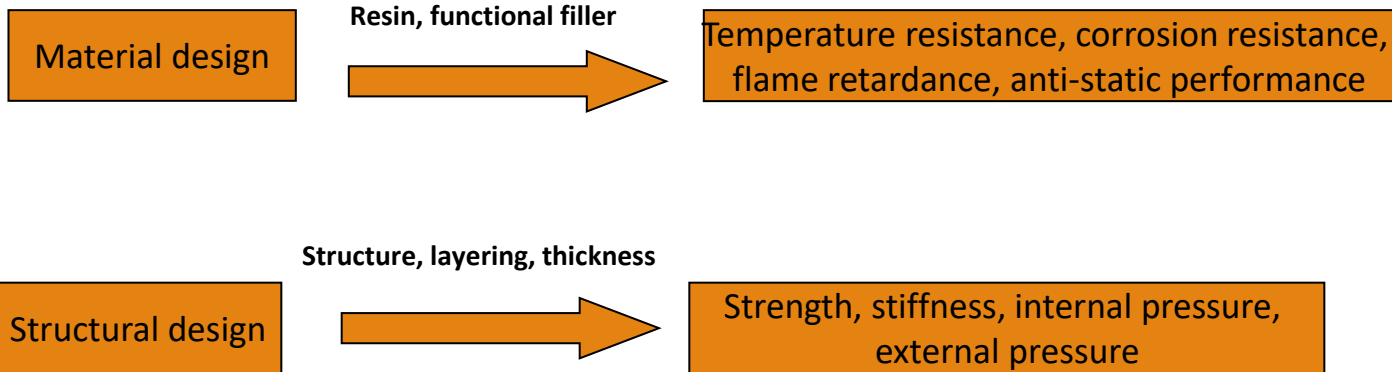 Resin, functional filler
Material design
Temperature resistance, corrosion resistance,
flame retardance, anti-static performance
Structure, layering, thickness
Structural design
Strength, stiffness, internal pressure,
external pressure